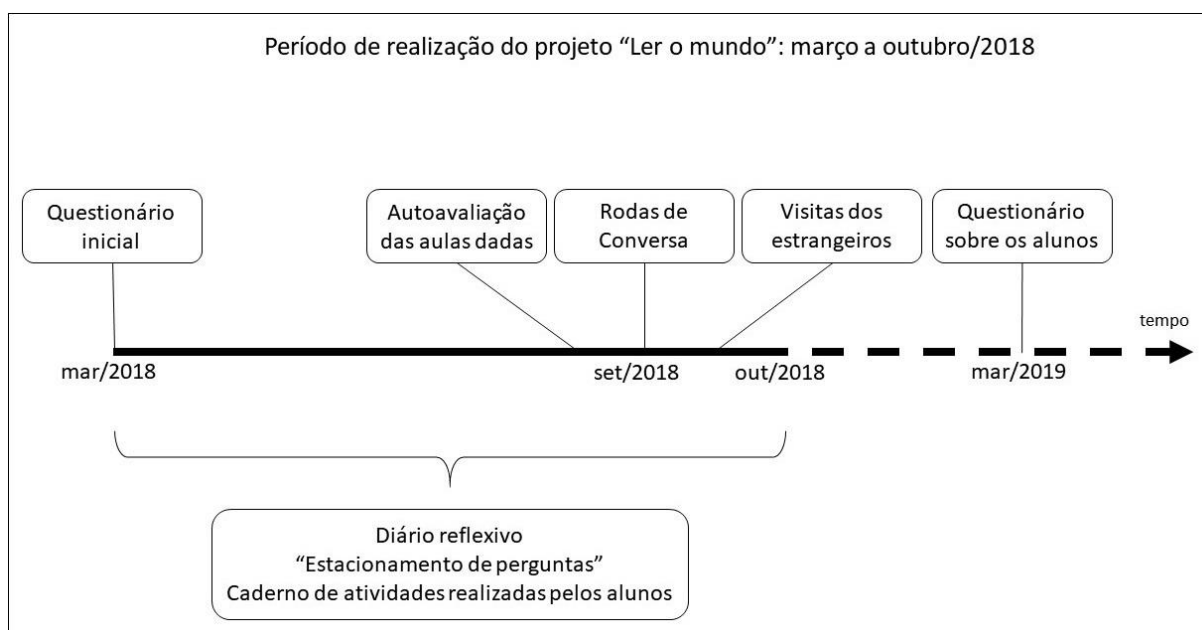 Período de realização do projeto “Ler o mundo”: março a outubro/2018
Questionário
inicial
Autoavaliação
das aulas dadas
Rodas de
Conversa
Visitas dos
estrangeiros
Questionário
sobre os alunos
tempo
mar/2018
set/2018
out/2018
mar/2019
Diário reflexivo
“Estacionamento de perguntas”
Caderno de atividades realizadas pelos alunos